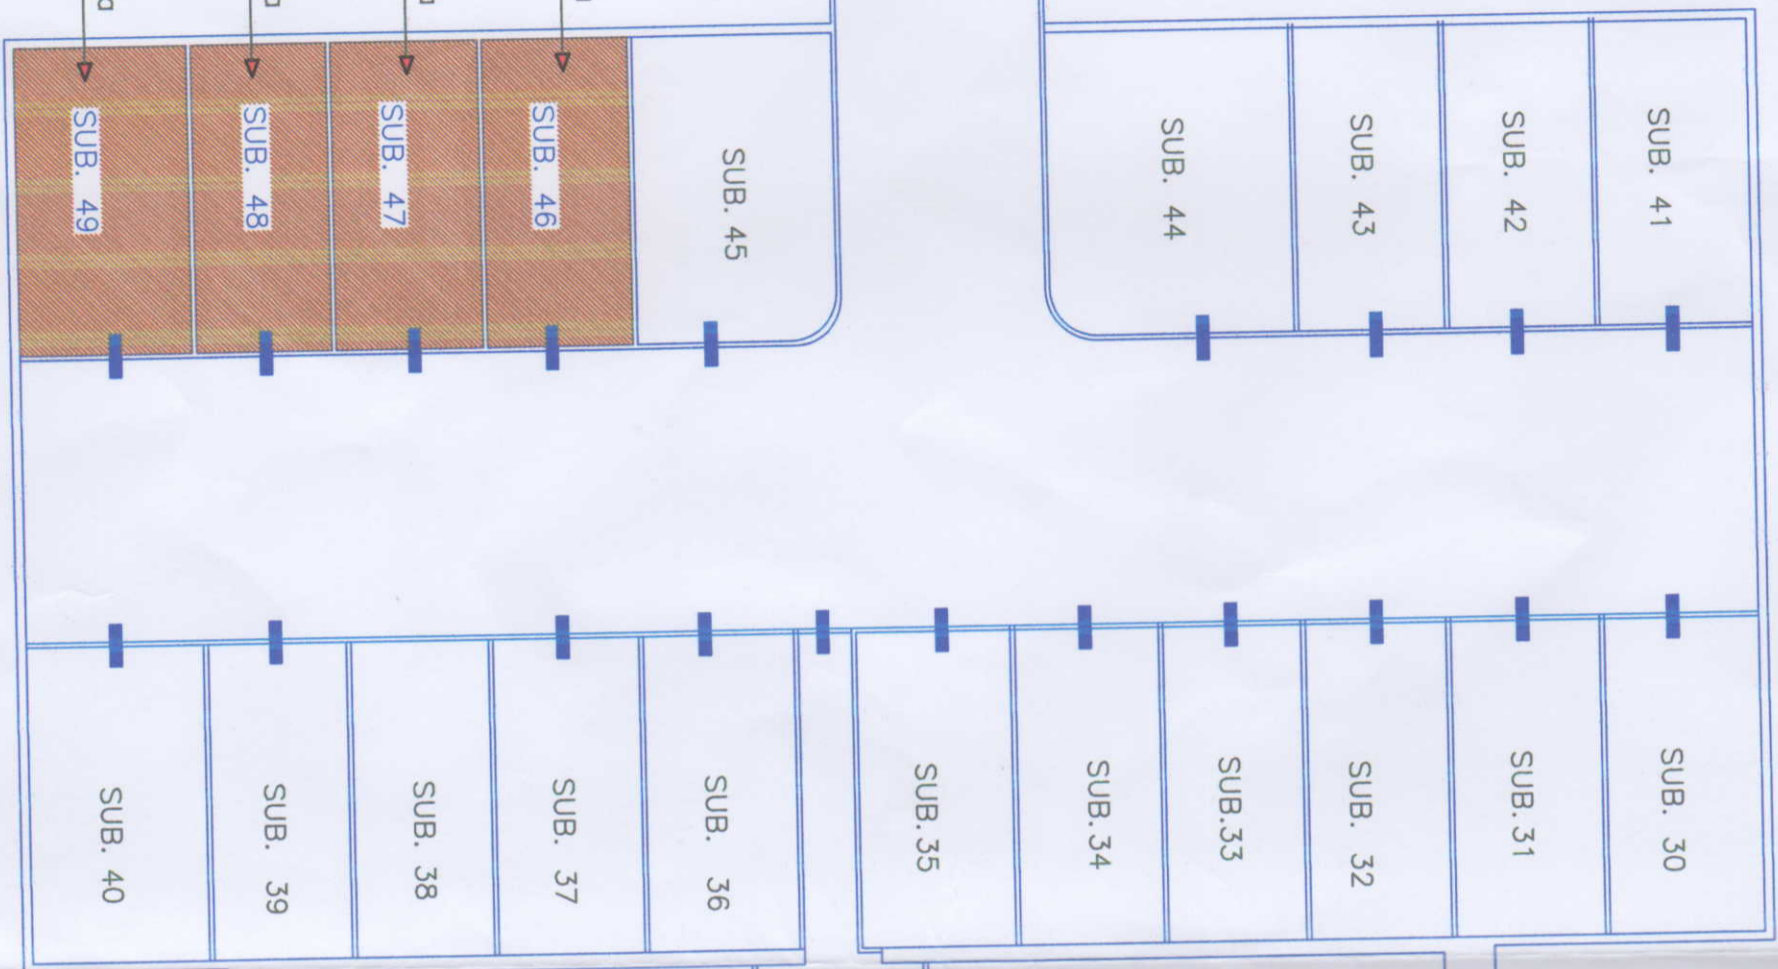 SUB. 49
SUB. 48
SUB. 47
SUB. 46
SUB. 45
SUB. 44
SUB. 43
SUB. 42
SUB. 41
SUB. 40
SUB. 39
SUB. 38
SUB. 37
SUB. 36
SUB.35
SUB.34
SUB.33
SUB. 32
SUB.31
SUB. 30